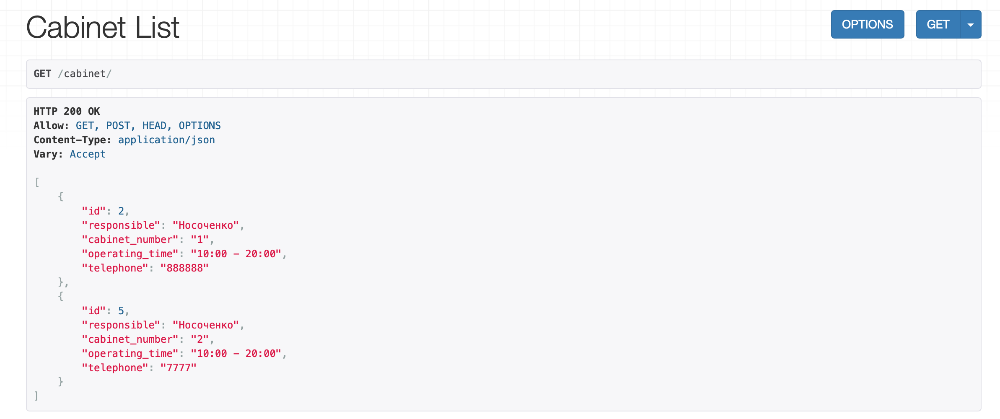 Cabinet List
OPTIONS
GET
GET /cabinet/
HTTP 200 OK
Allow: GET, POST, HEAD, OPTIONS
Content-Type: application/json
Vary: Accept
[
    {
        "id": 2,
        "responsible": "Носоченко",
        "cabinet_number": "1",
        "operating_time": "10:00 - 20:00",
        "telephone": "888888"
    },
    {
        "id": 5,
        "responsible": "Носоченко",
        "cabinet_number": "2",
        "operating_time": "10:00 - 20:00",
        "telephone": "7777"
    }
]